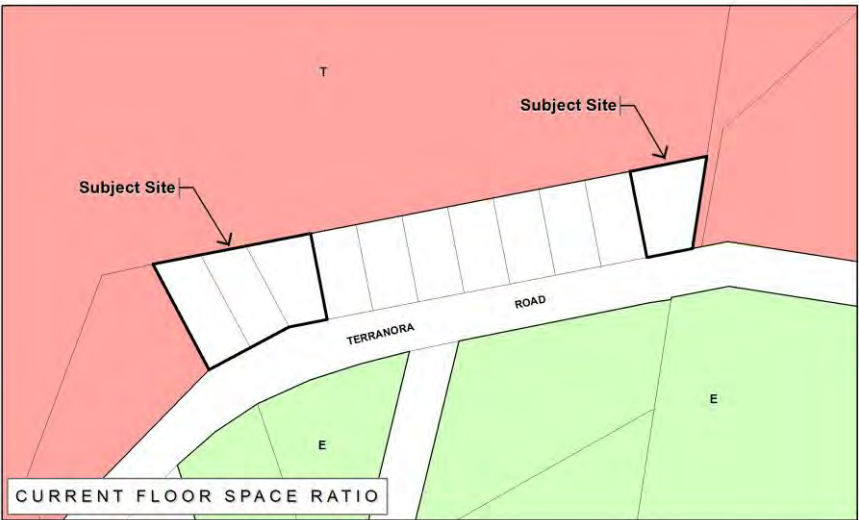 T
Subject Site
Subject Site
TERRANORA ROAD
E
E
CURRENT FLOOR SPACE RATIO